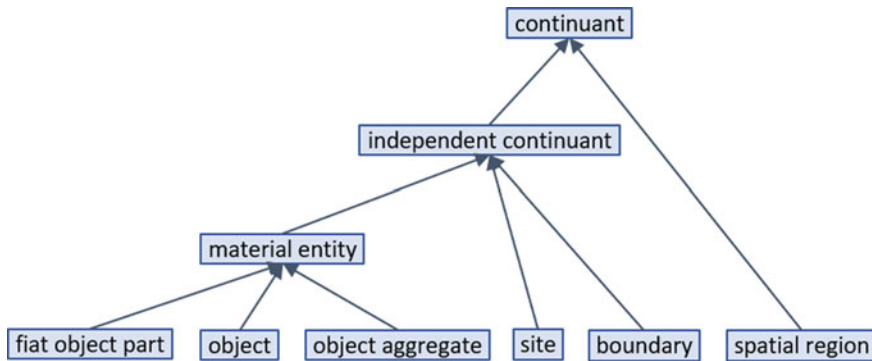 continuant
independent continuant
material entity
fiat object part
object
object aggregate
site
boundary
spatial region